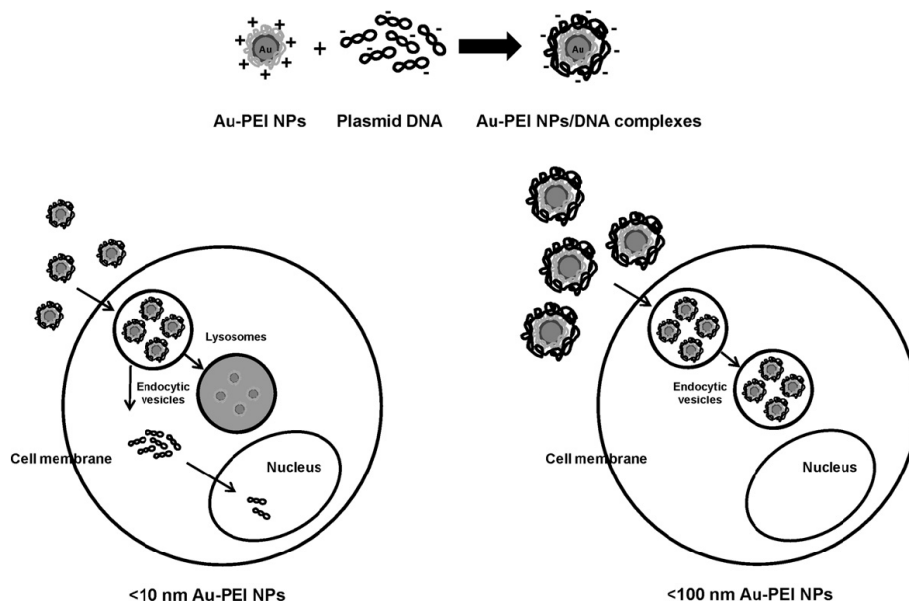 Au
+
Au
Au-PEI NPs
Plasmid DNA
Au-PEI NPs/DNA complexes
Lysosomes
Endocytic
vesicles
Cell membrane
Nucleus
<10 nm Au-PEI NPs
Endocytic
vesicles
Cell membrane
Nucleus
<100 nm Au-PEI NPs